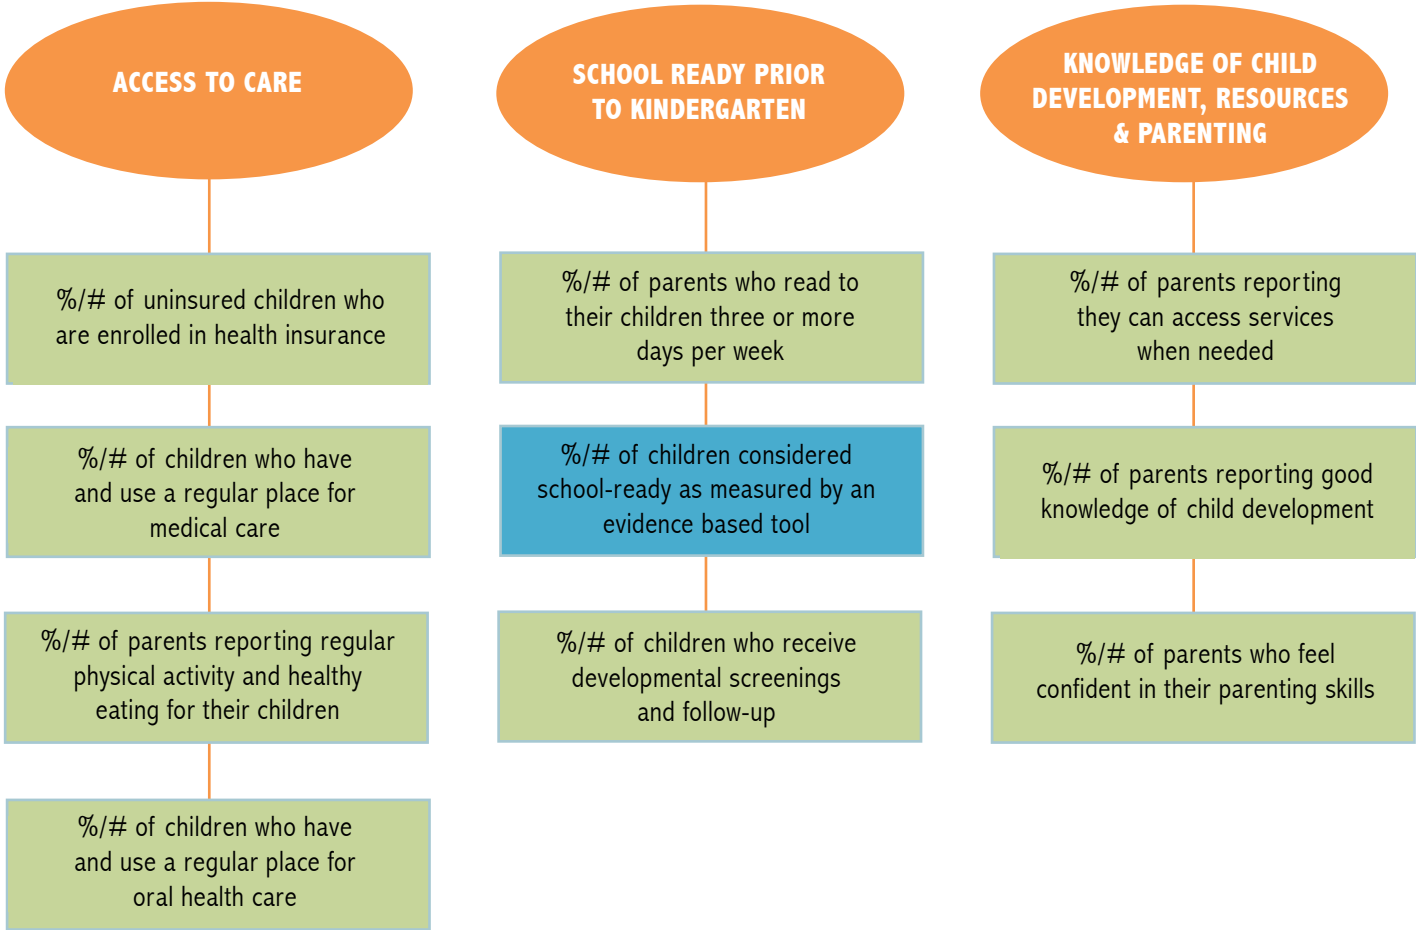 ACCESS TO CARE
%/# of uninsured children who
are enrolled in health insurance
%/# of children who have
and use a regular place for
medical care
%/# of parents reporting regular
physical activity and healthy
eating for their children
%/# of children who have
and use a regular place for
oral health care
SCHOOL READY PRIOR
TO KINDERGARTEN
%/# of parents who read to
their children three or more
days per week
%/# of children considered
school-ready as measured by an
evidence based tool
%/# of children who receive
developmental screenings
and follow-up
KNOWLEDGE OF CHILD
DEVELOPMENT, RESOURCES
& PARENTING
%/# of parents reporting
they can access services
when needed
%/# of parents reporting good
knowledge of child development
%/# of parents who feel
confident in their parenting skills